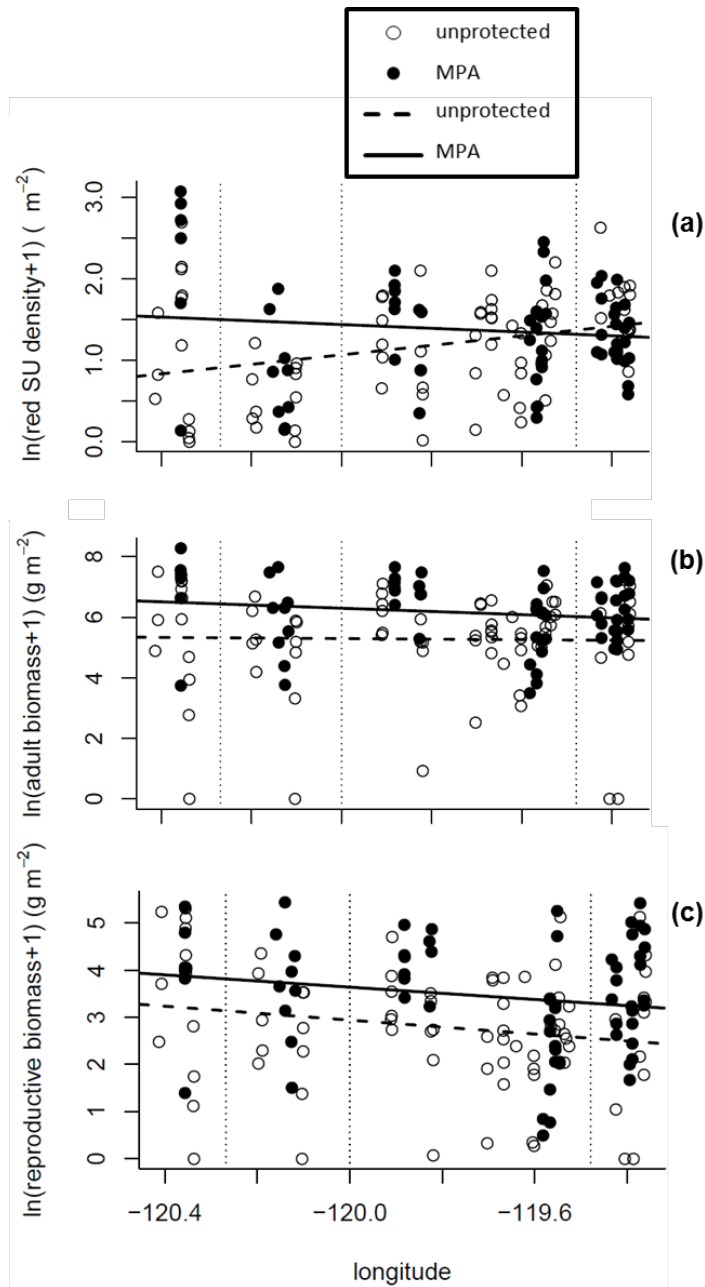 unprotected
MPA
unprotected
MPA
(a)
ln(red SU density+1) ( m⁻²)
3.0
2.0
1.0
0.0
(b)
ln(adult biomass+1) (g m⁻²)
8
6
4
2
0
(c)
ln(reproductive biomass+1) (g m⁻²)
5
4
3
2
1
0
−120.4
−120.0
−119.6
longitude